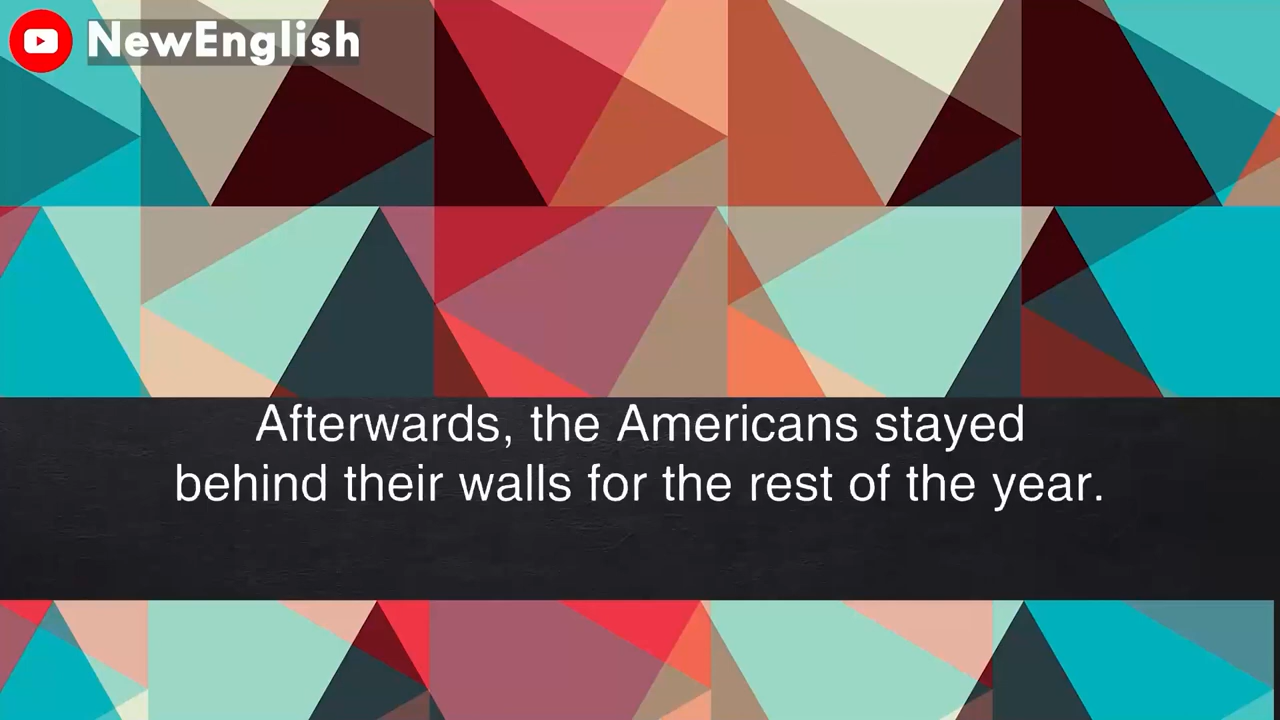 NewEnglish
Afterwards, the Americans stayed
behind their walls for the rest of the year.